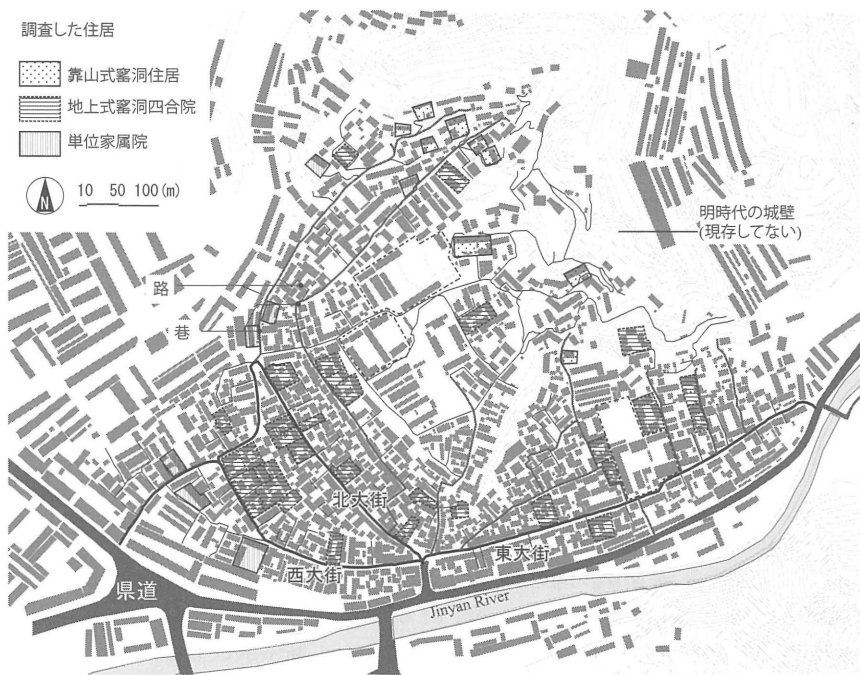 調査した住居
靠山式窰洞住居
地上式窰洞四合院
単位家属院
N
10 50 100(m)
明時代の城壁
(現存してない)
路
巷
北大街
西大街
東大街
県道
Jinyan River